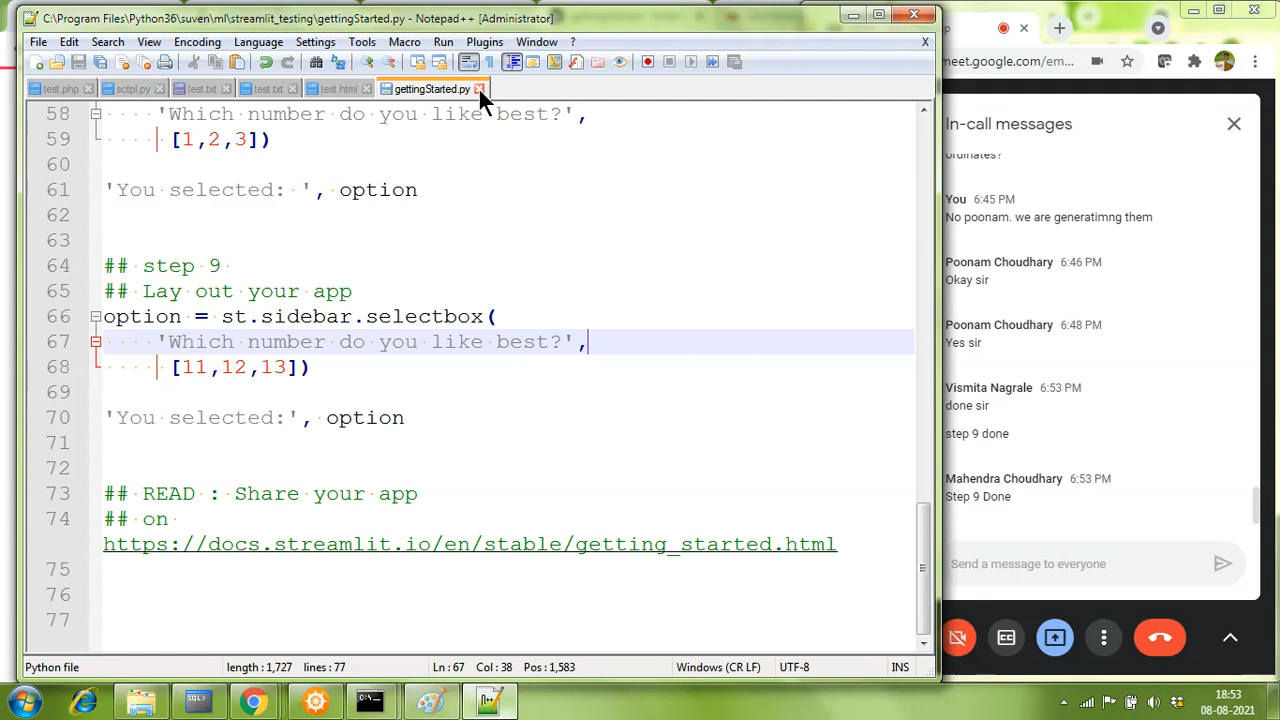 C:\Program Files\Python36\suven_ml\streamlit_testing\gettingStarted.py - Notepad++ [Administrator]
File Edit Search View Encoding Language Settings Tools Macro Run Plugins Window ? X
test.php sctpl.py test.txt test.txt test.html gettingStarted.py
58 'Which number do you like best?',
59 [1,2,3])
60
61 'You selected: ', option
62
63
64 ## step 9
65 ## Lay out your app
66 option = st.sidebar.selectbox(
67 'Which number do you like best?',
68 [11,12,13])
69
70 'You selected:', option
71
72
73 ## READ : Share your app
74 ## on
https://docs.streamlit.io/en/stable/getting_started.html
75
76
77
Python file length : 1,727 lines : 77 Ln : 67 Col : 38 Pos : 1,583 Windows (CR LF) UTF-8 INS
meet.google.com/em...
In-call messages
ordinates?
You 6:45 PM
No poonam. we are generatimng them
Poonam Choudhary 6:46 PM
Okay sir
Poonam Choudhary 6:48 PM
Yes sir
Vismita Nagrale 6:53 PM
done sir
step 9 done
Mahendra Choudhary 6:53 PM
Step 9 Done
Send a message to everyone
18:53
08-08-2021